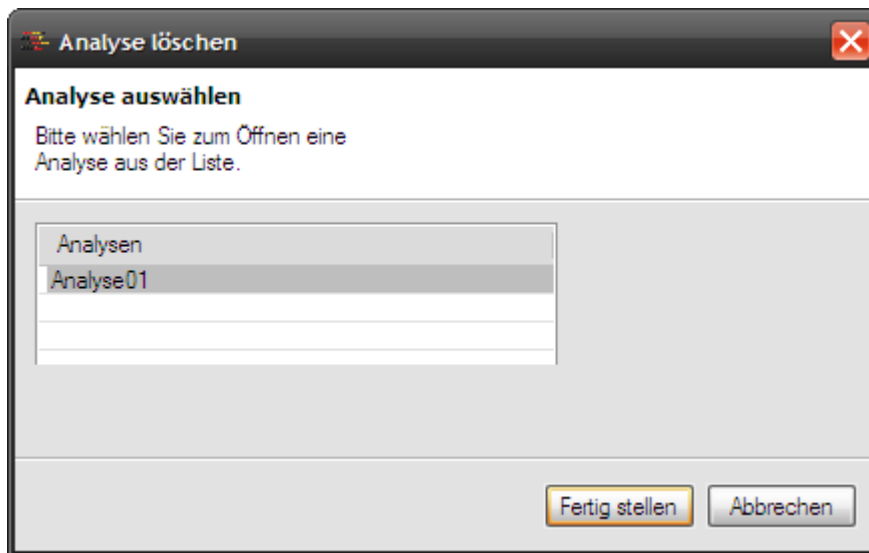 Analyse löschen
Analyse auswählen
Bitte wählen Sie zum Öffnen eine
Analyse aus der Liste.
Analysen
Analyse01
Fertig stellen
Abbrechen